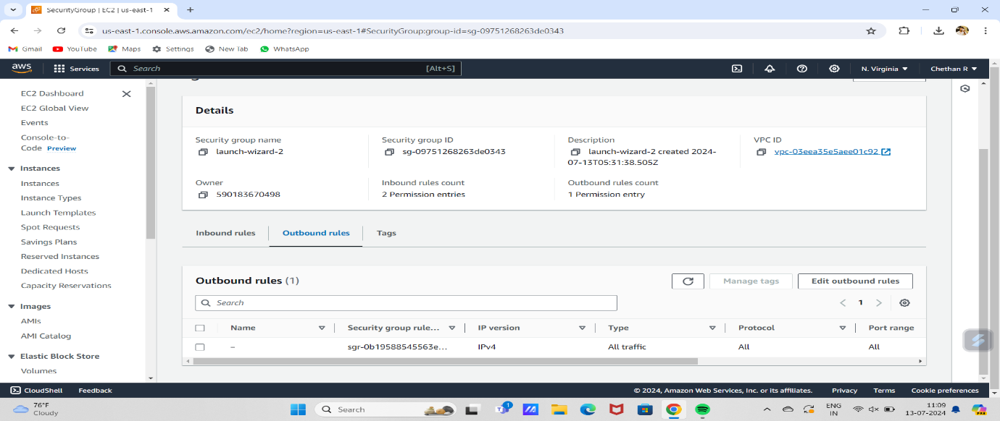 SecurityGroup | EC2 | us-east-1
us-east-1.console.aws.amazon.com/ec2/home?region=us-east-1#SecurityGroup:group-id=sg-09751268263de0343
Gmail YouTube Maps Settings New Tab WhatsApp
aws Services Search [Alt+S] N. Virginia Chethan R
EC2 Dashboard
EC2 Global View
Events
Console-to-
Code Preview
Instances
Instances
Instance Types
Launch Templates
Spot Requests
Savings Plans
Reserved Instances
Dedicated Hosts
Capacity Reservations
Images
AMIs
AMI Catalog
Elastic Block Store
Volumes
Details
Security group name
launch-wizard-2
Security group ID
sg-09751268263de0343
Description
launch-wizard-2 created 2024-
07-13T05:31:38.505Z
VPC ID
vpc-03eea35e5aee01c92
Owner
590183670498
Inbound rules count
2 Permission entries
Outbound rules count
1 Permission entry
Inbound rules Outbound rules Tags
Outbound rules (1)
Manage tags Edit outbound rules
Search
1
Name Security group rule... IP version Type Protocol Port range
– sgr-0b19588545563e... IPv4 All traffic All All
CloudShell Feedback © 2024, Amazon Web Services, Inc. or its affiliates. Privacy Terms Cookie preferences
76°F
Cloudy
Search
1
ENG
IN
11:09
13-07-2024